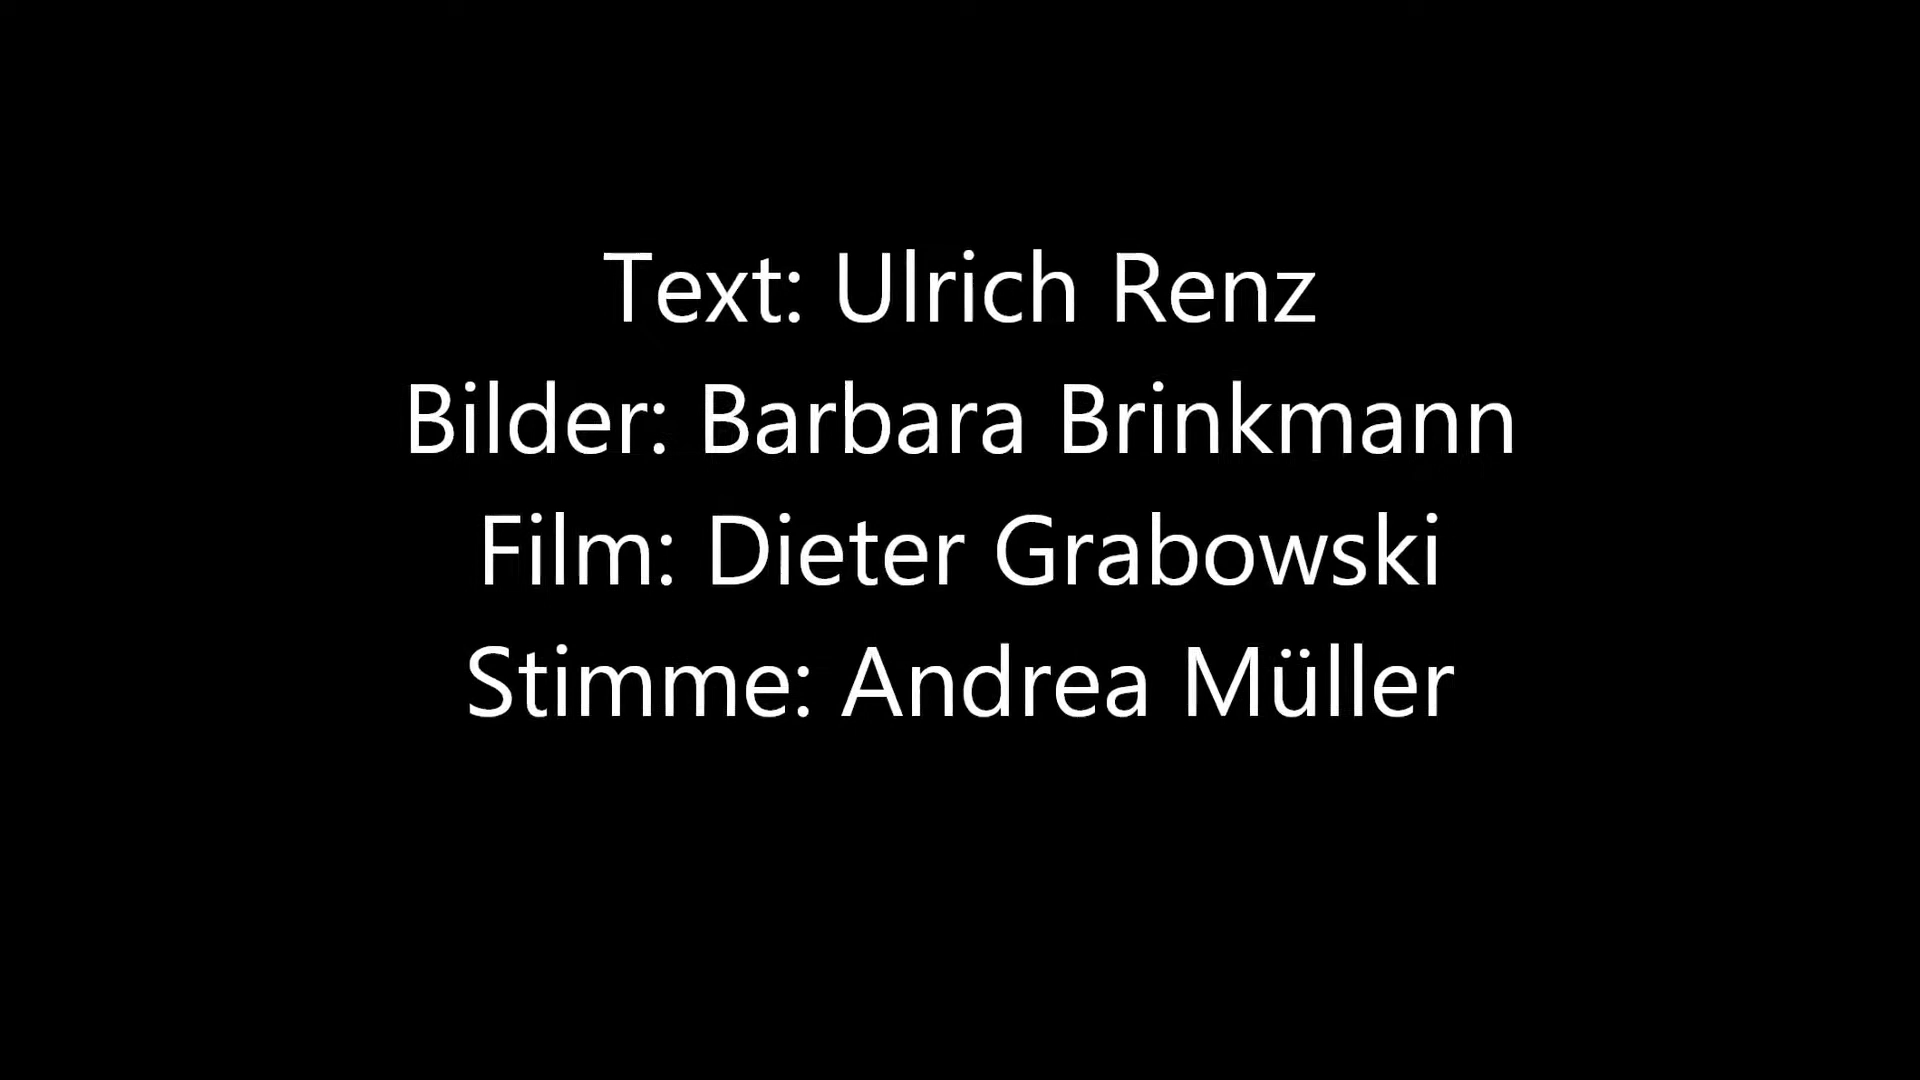 Text: Ulrich Renz
Bilder: Barbara Brinkmann
Film: Dieter Grabowski
Stimme: Andrea Müller